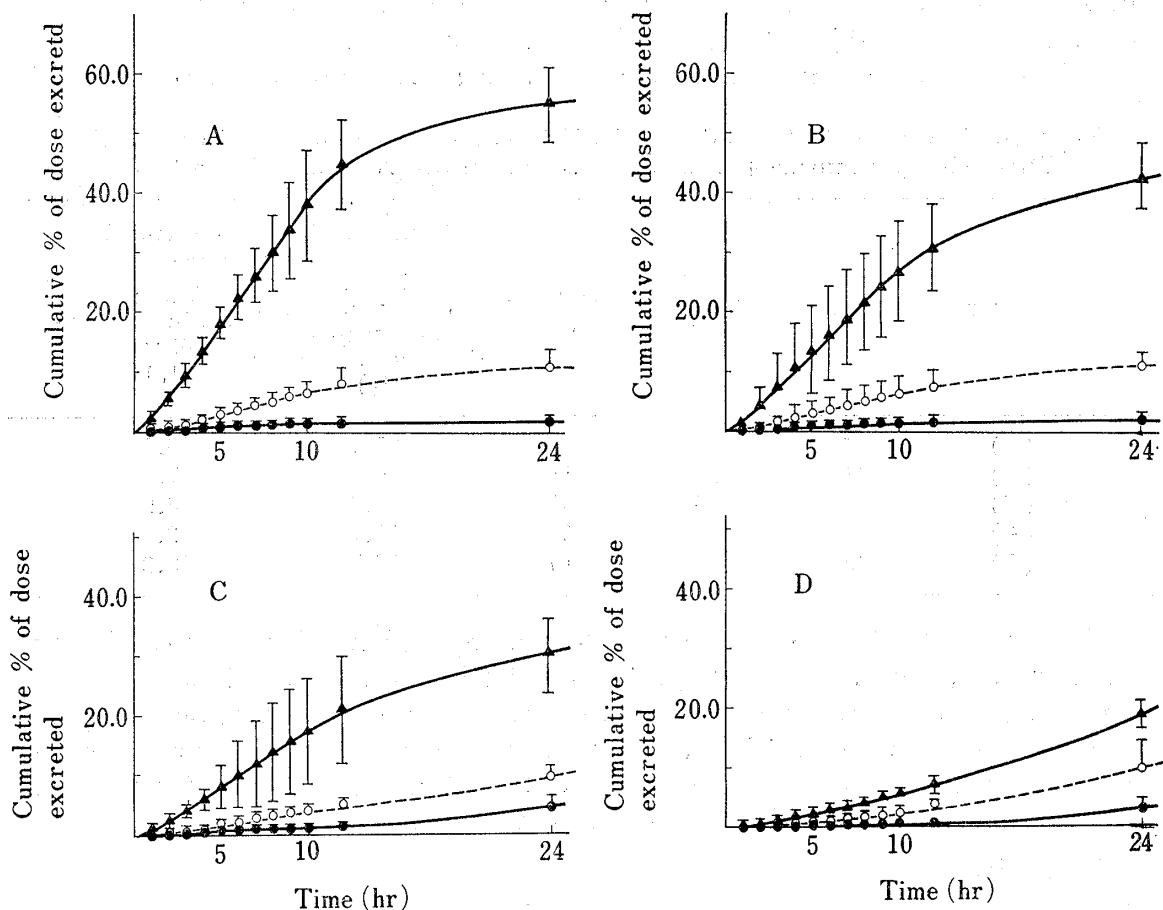 Cumulative % of dose excretd
60.0
40.0
20.0
A
5
10
24
Cumulative % of dose excreted
60.0
40.0
20.0
B
5
10
24
Cumulative % of dose
excreted
40.0
20.0
C
5
10
24
Time (hr)
Cumulative % of dose
excreted
40.0
20.0
D
5
10
24
Time (hr)